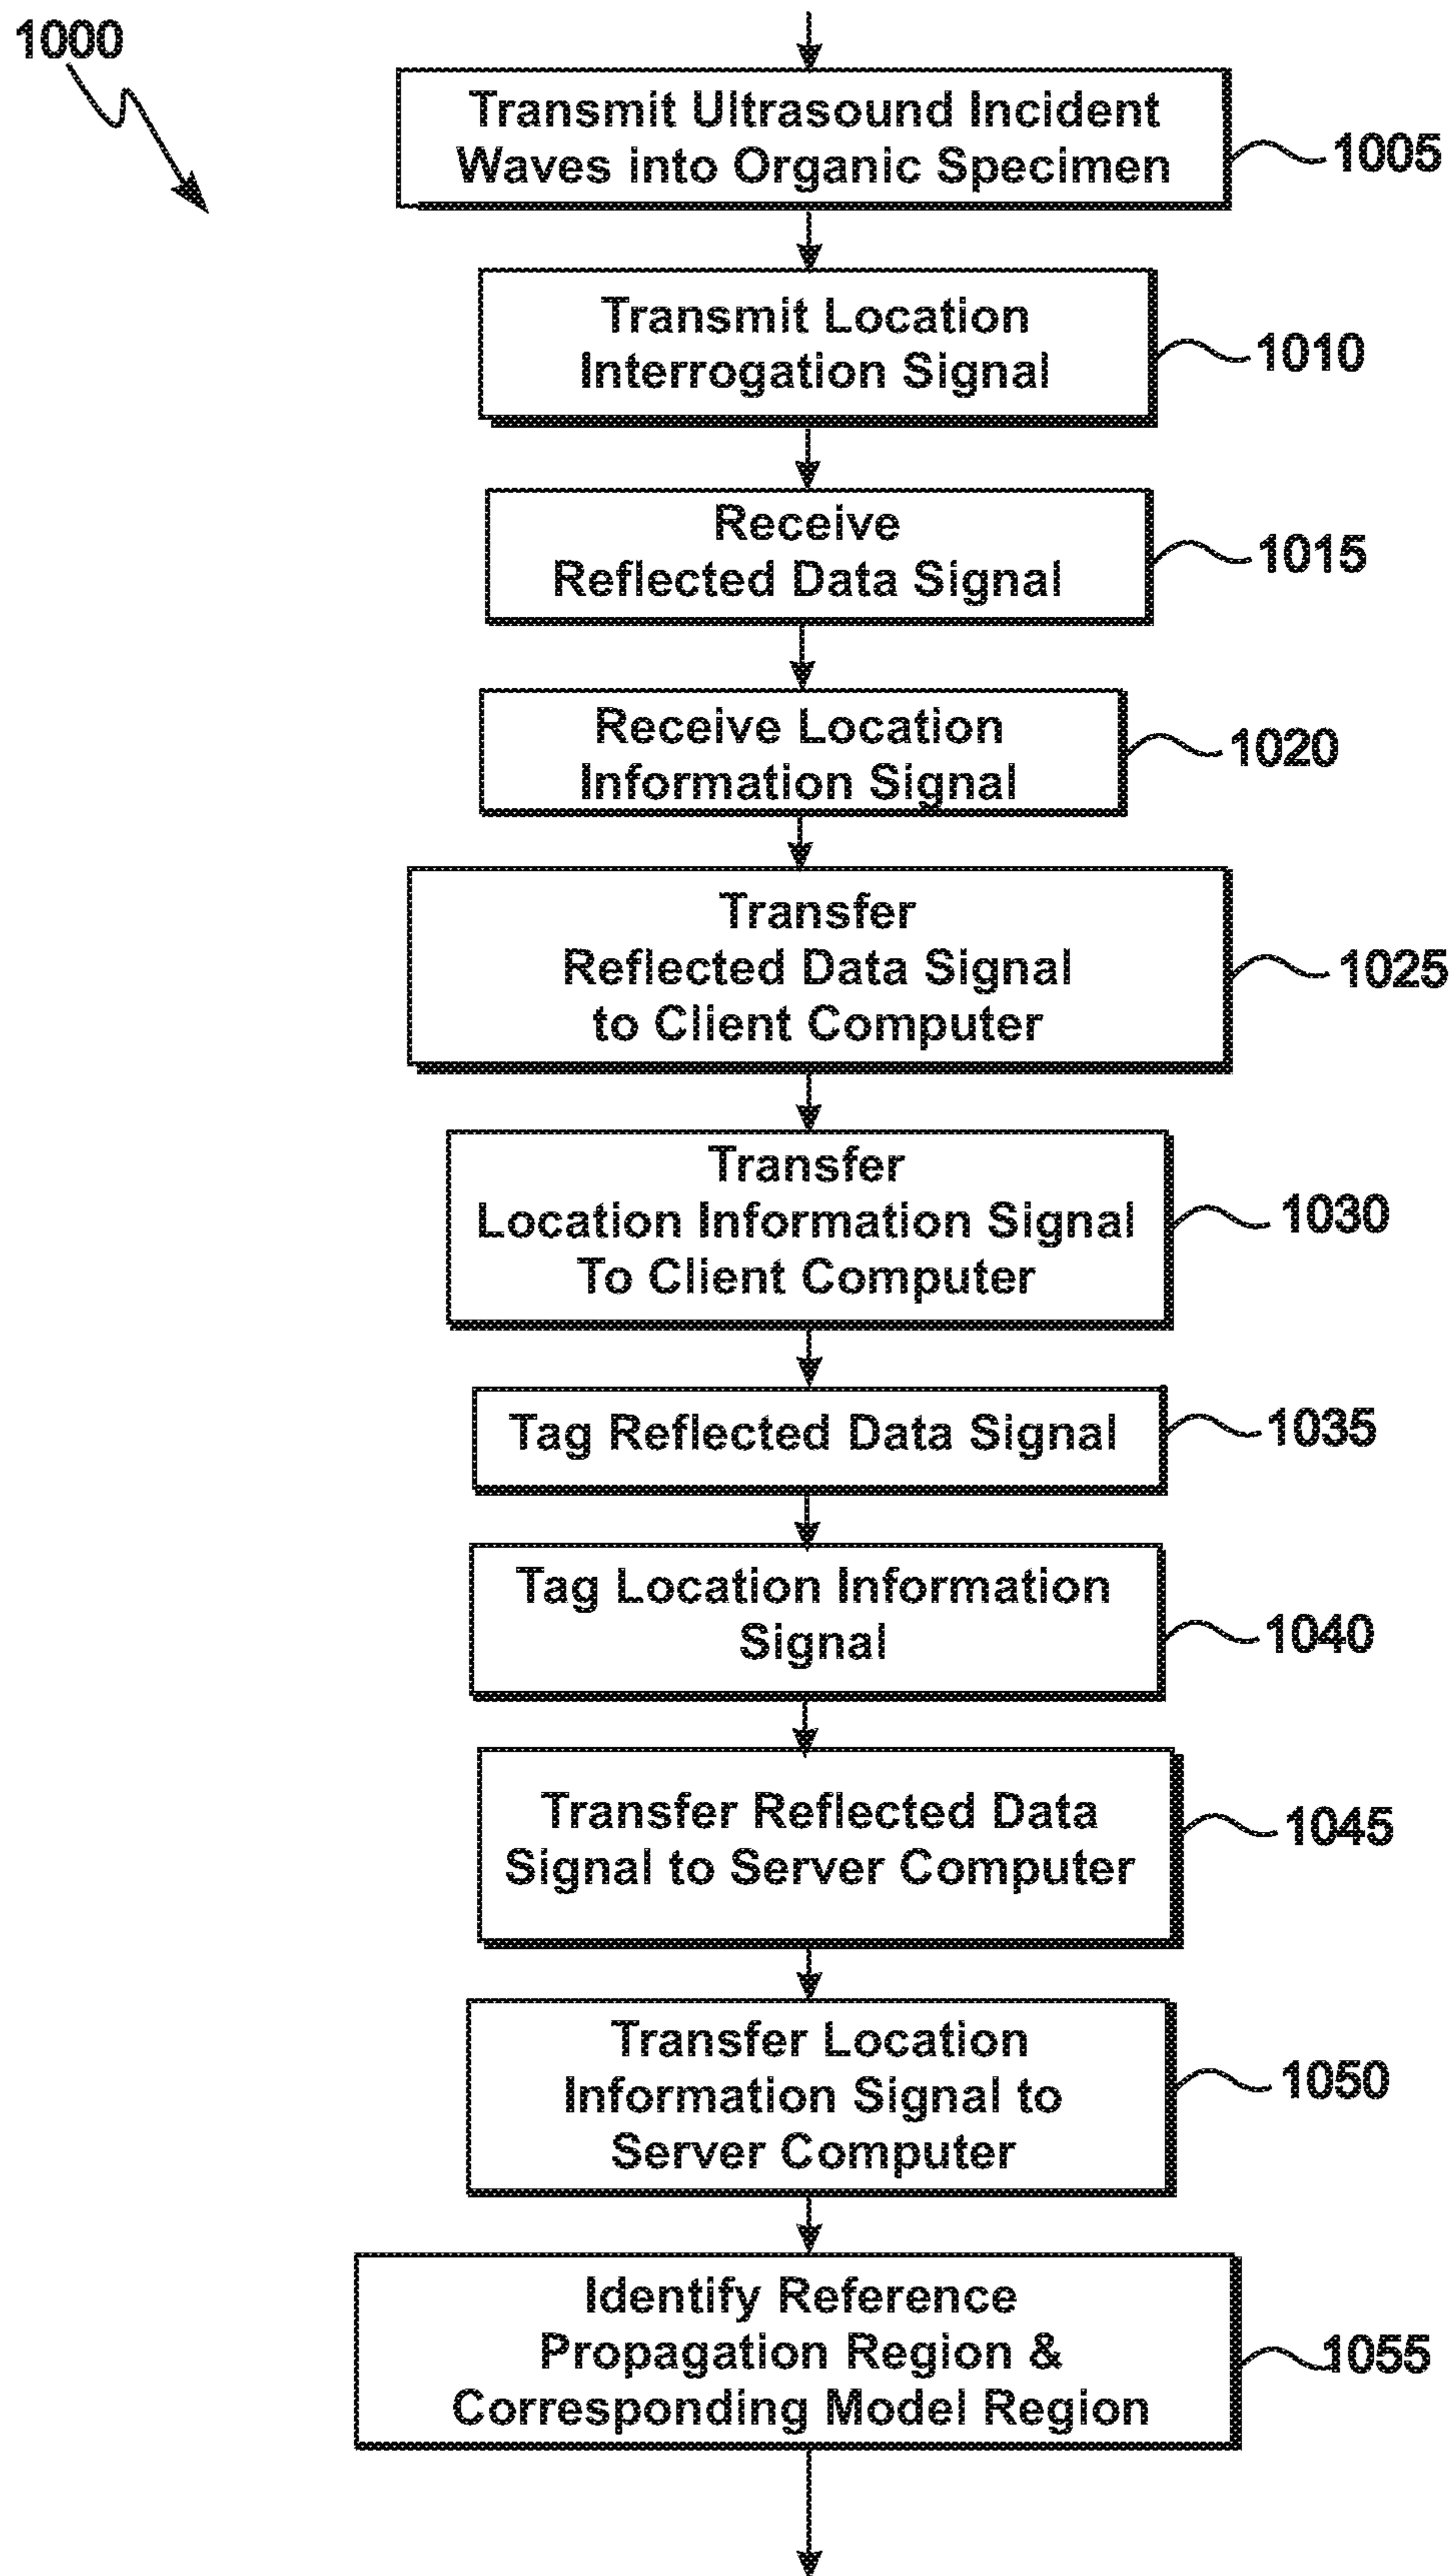 1000
Transmit Ultrasound Incident
Waves into Organic Specimen
1005
Transmit Location
Interrogation Signal
1010
Receive
Reflected Data Signal
1015
Receive Location
Information Signal
1020
Transfer
Reflected Data Signal
to Client Computer
1025
Transfer
Location Information Signal
To Client Computer
1030
Tag Reflected Data Signal
1035
Tag Location Information
Signal
1040
Transfer Reflected Data
Signal to Server Computer
1045
Transfer Location
Information Signal to
Server Computer
1050
Identify Reference
Propagation Region &
Corresponding Model Region
1055